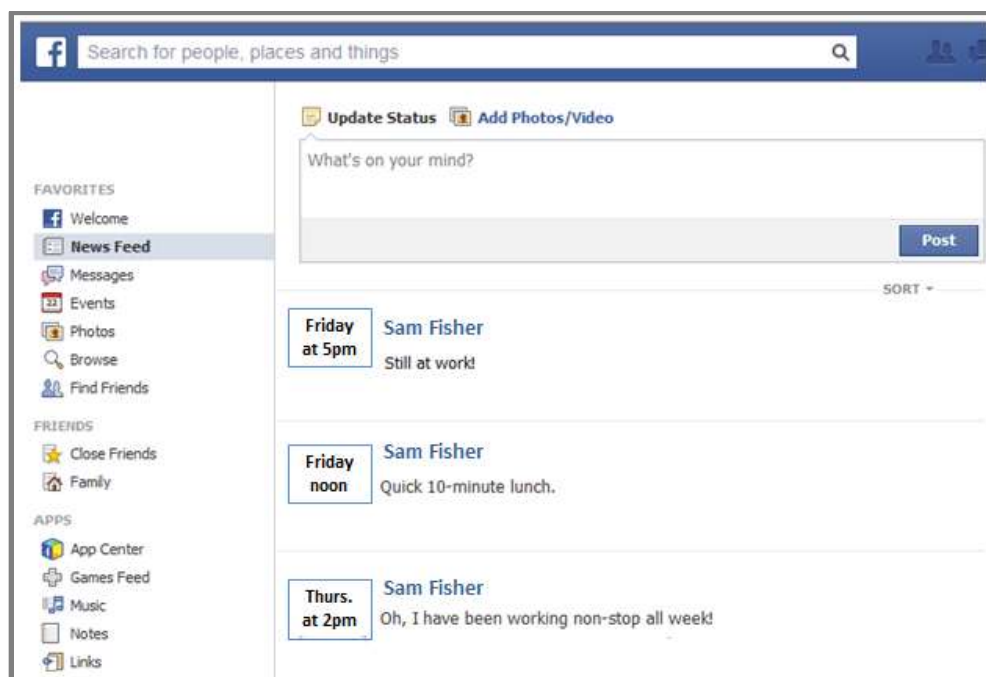 f Search for people, places and things
Update Status Add Photos/Video
What's on your mind?
Post
SORT
FAVORITES
Welcome
News Feed
Messages
22 Events
Photos
Browse
Find Friends
FRIENDS
Close Friends
Family
APPS
App Center
Games Feed
Music
Notes
Links
Friday
at 5pm
Sam Fisher
Still at work!
Friday
noon
Sam Fisher
Quick 10-minute lunch.
Thurs.
at 2pm
Sam Fisher
Oh, I have been working non-stop all week!